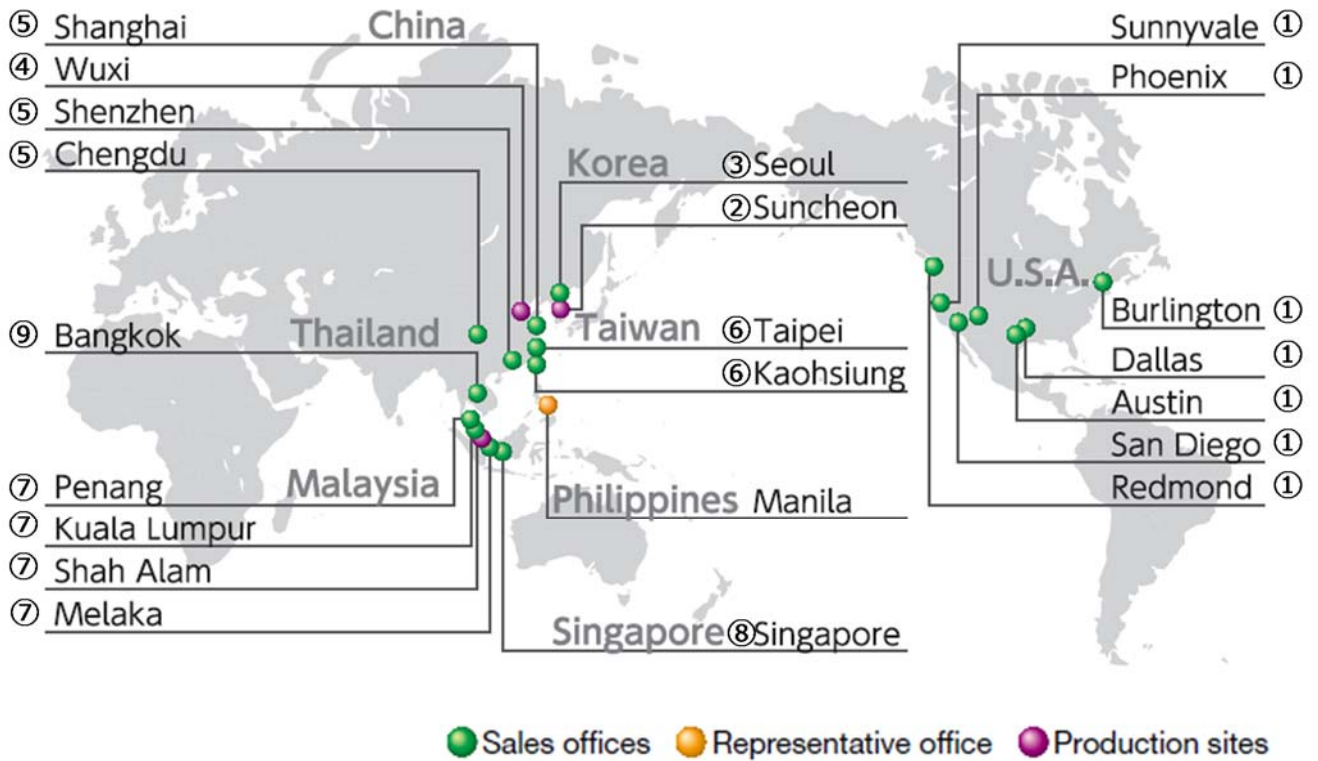 ⑤ Shanghai
China
④ Wuxi
⑤ Shenzhen
⑤ Chengdu
Korea
③Seoul
②Suncheon
Sunnyvale ①
Phoenix ①
U.S.A.
⑨ Bangkok
Thailand
Taiwan
⑥Taipei
⑥Kaohsiung
Burlington ①
Dallas ①
Austin ①
San Diego ①
Redmond ①
⑦ Penang
Malaysia
⑦ Kuala Lumpur
⑦ Shah Alam
⑦ Melaka
Philippines Manila
Singapore⑧Singapore
Sales offices Representative office Production sites